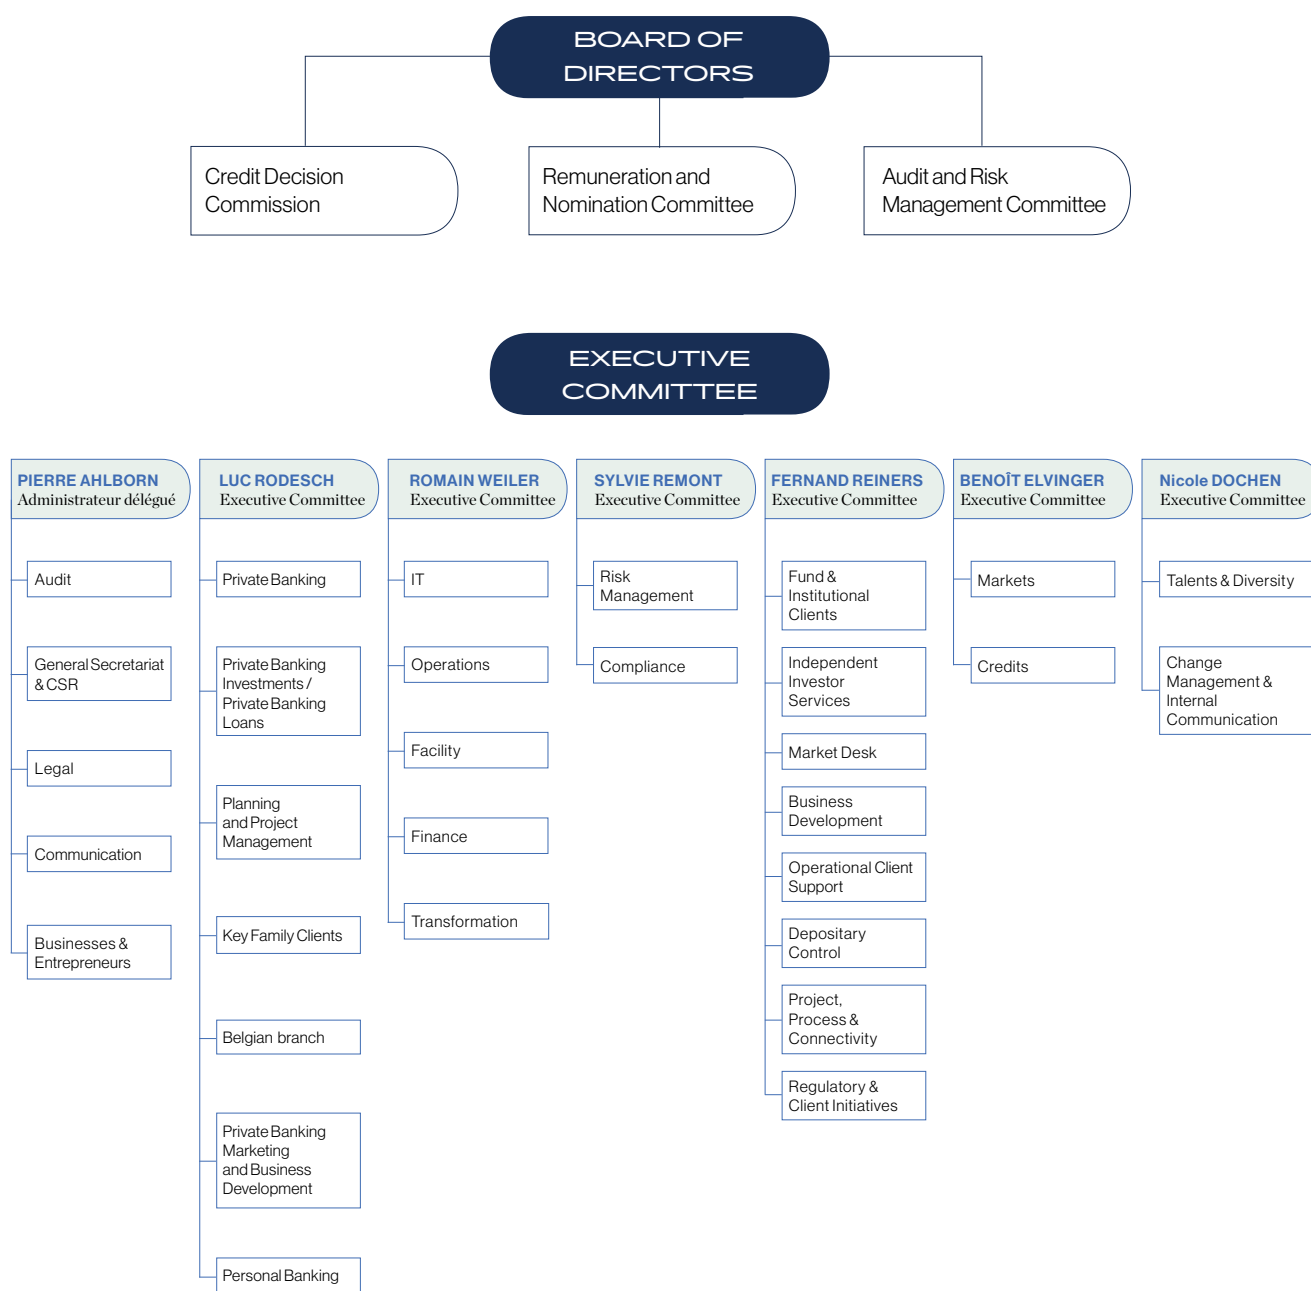 BOARD OF
DIRECTORS
Credit Decision
Commission
Remuneration and
Nomination Committee
Audit and Risk
Management Committee
EXECUTIVE
COMMITTEE
PIERRE AHLBORN
Administrateur délégué
Audit
General Secretariat
& CSR
Legal
Communication
Businesses &
Entrepreneurs
LUC RODESCH
Executive Committee
Private Banking
Private Banking
Investments /
Private Banking
Loans
Planning
and Project
Management
Key Family Clients
Belgian branch
Private Banking
Marketing
and Business
Development
Personal Banking
ROMAIN WEILER
Executive Committee
IT
Operations
Facility
Finance
Transformation
SYLVIE REMONT
Executive Committee
Risk
Management
Compliance
FERNAND REINERS
Executive Committee
Fund &
Institutional
Clients
Independent
Investor
Services
Market Desk
Business
Development
Operational Client
Support
Depositary
Control
Project,
Process &
Connectivity
Regulatory &
Client Initiatives
BENOÎT ELVINGER
Executive Committee
Markets
Credits
Nicole DOCHEN
Executive Committee
Talents & Diversity
Change
Management &
Internal
Communication